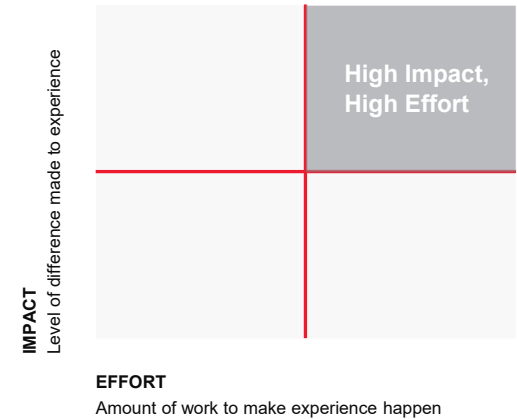 High Impact,
High Effort
IMPACT
Level of difference made to experience
EFFORT
Amount of work to make experience happen